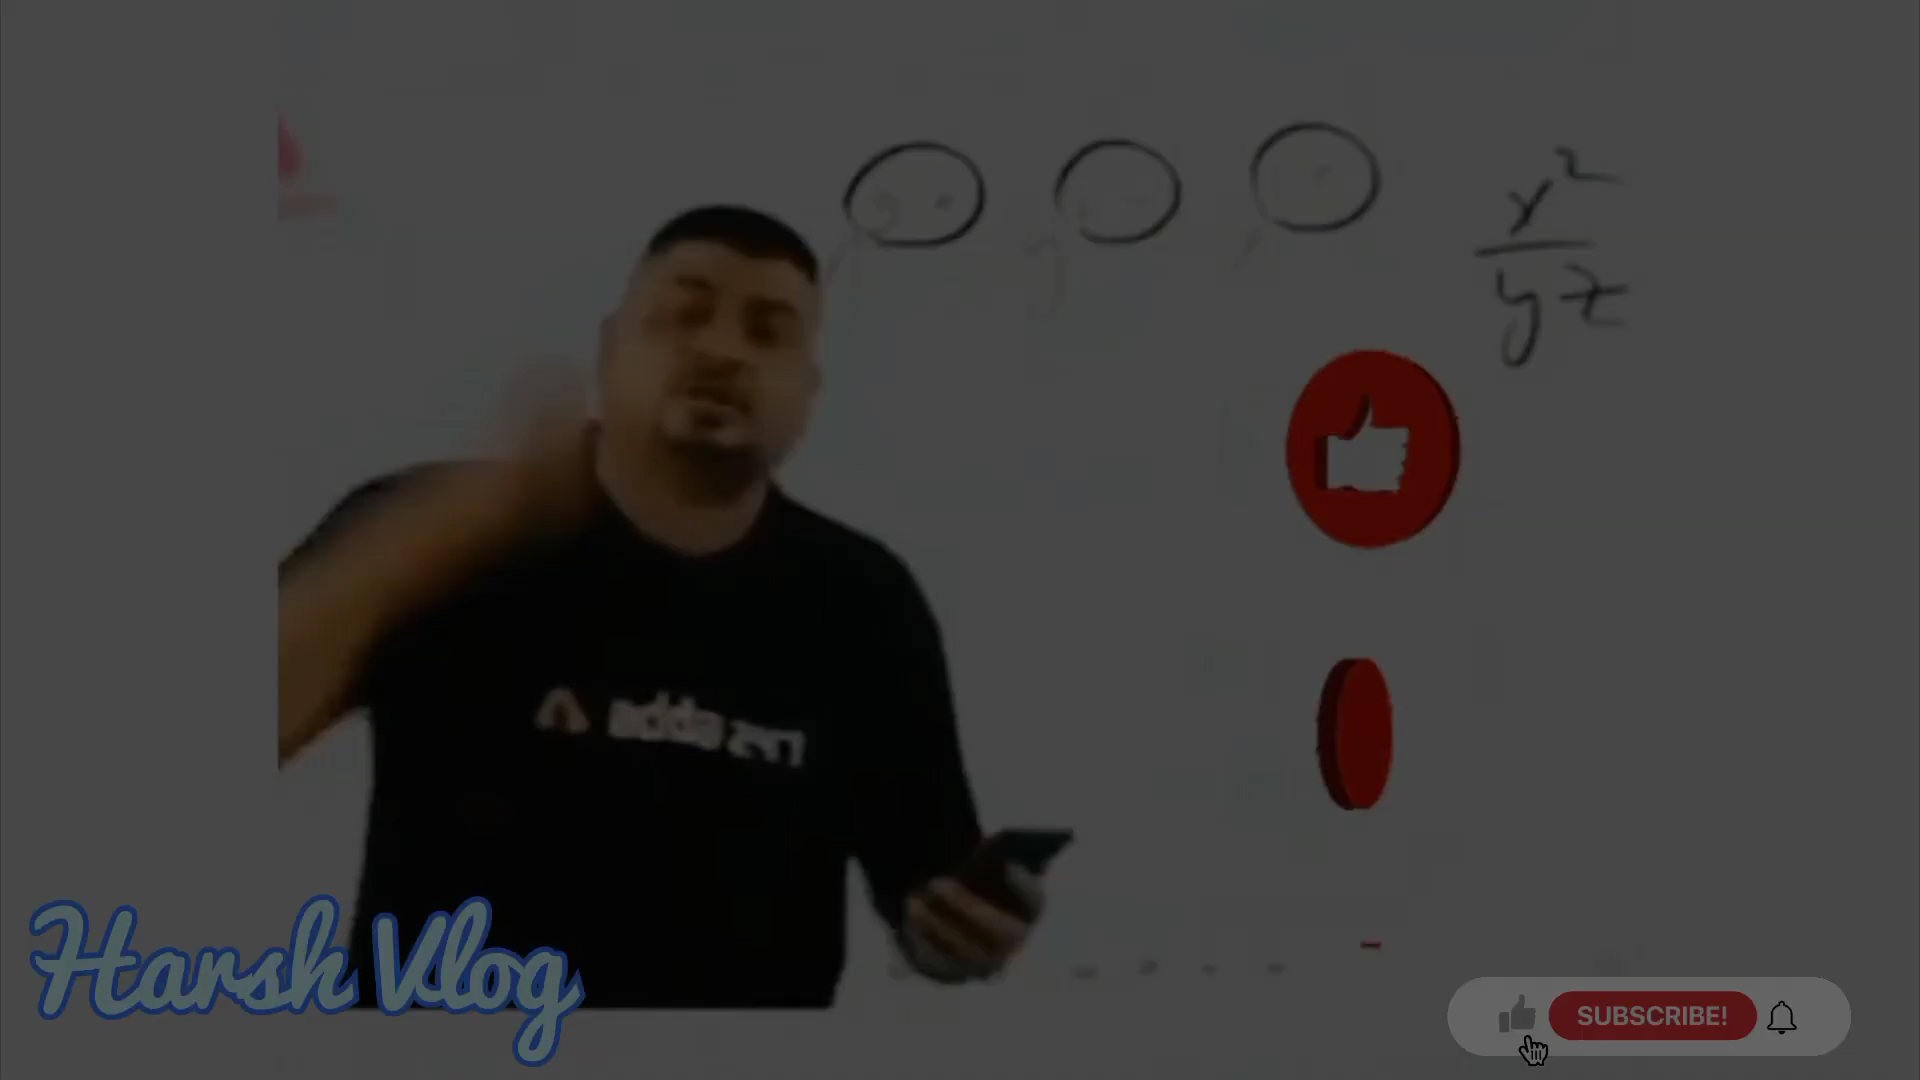 x²
yz
adda 247
Harsh Vlog
SUBSCRIBE!